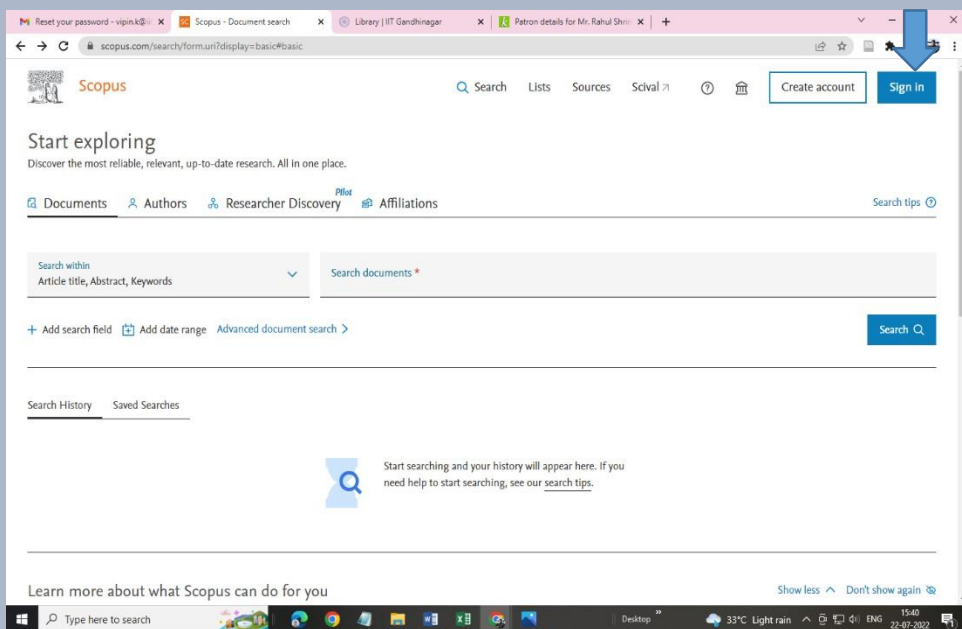 Reset your password - vipin.k@ii
Scopus - Document search
Library | IIT Gandhinagar
Patron details for Mr. Rahul Shri
scopus.com/search/form.uri?display=basic#basic
Scopus
Search Lists Sources Scival Create account Sign in
Start exploring
Discover the most reliable, relevant, up-to-date research. All in one place.
Documents Authors Researcher Discovery Pilot Affiliations Search tips
Search within
Article title, Abstract, Keywords
Search documents *
+ Add search field Add date range Advanced document search > Search
Search History Saved Searches
Start searching and your history will appear here. If you
need help to start searching, see our search tips.
Learn more about what Scopus can do for you Show less Don't show again
Type here to search Desktop 33°C Light rain ENG 15:40
22-07-2022